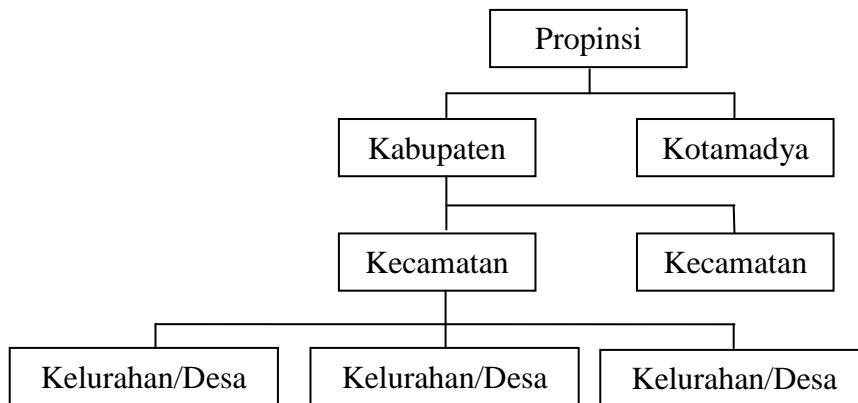 Propinsi
Kabupaten
Kotamadya
Kecamatan
Kecamatan
Kelurahan/Desa
Kelurahan/Desa
Kelurahan/Desa